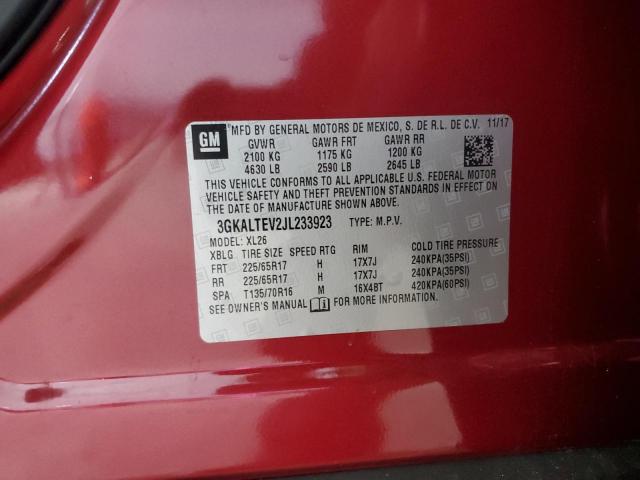 GM MFD BY GENERAL MOTORS DE MEXICO, S. DE R.L. DE C.V. 11/17
GVWR GAWR FRT GAWR RR
2100 KG 1175 KG 1200 KG
4630 LB 2590 LB 2645 LB
THIS VEHICLE CONFORMS TO ALL APPLICABLE U.S. FEDERAL MOTOR
VEHICLE SAFETY AND THEFT PREVENTION STANDARDS IN EFFECT ON
THE DATE OF MANUFACTURE SHOWN ABOVE.
3GKALTEV2JL233923 TYPE: M.P.V.
MODEL: XL26
XBLG TIRE SIZE SPEED RTG RIM COLD TIRE PRESSURE
FRT 225/65R17 H 17X7J 240KPA(35PSI)
RR 225/65R17 H 17X7J 240KPA(35PSI)
SPA T135/70R16 M 16X4BT 420KPA(60PSI)
SEE OWNER'S MANUAL FOR MORE INFORMATION.